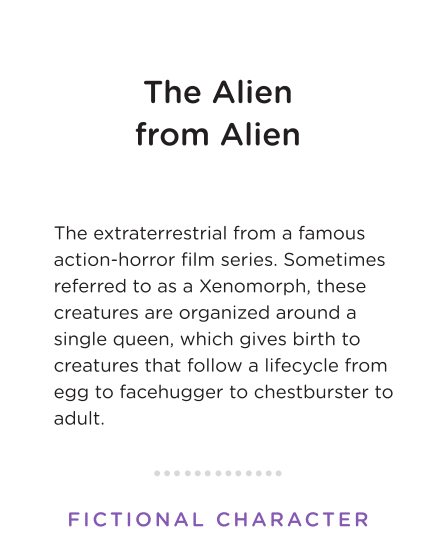 The Alien
from Alien
The extraterrestrial from a famous
action-horror film series. Sometimes
referred to as a Xenomorph, these
creatures are organized around a
single queen, which gives birth to
creatures that follow a lifecycle from
egg to facehugger to chestburster to
adult.
FICTIONAL CHARACTER